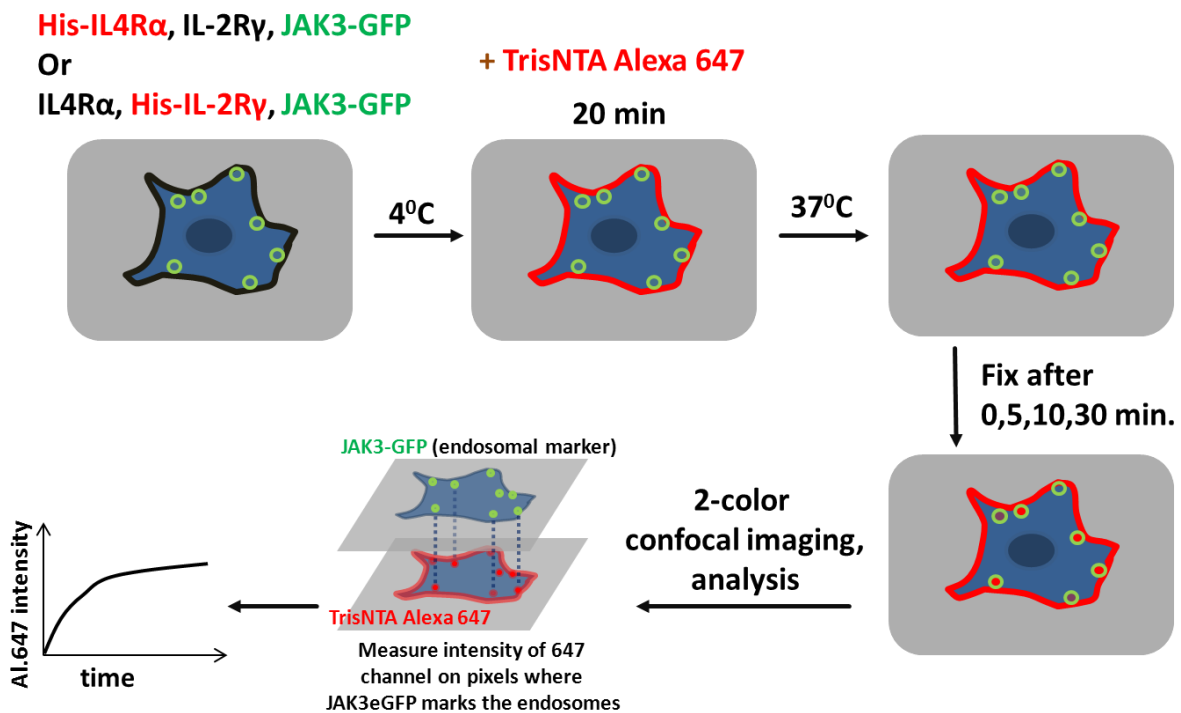 His-IL4Rα, IL-2Rγ, JAK3-GFP
Or
IL4Rα, His-IL-2Rγ, JAK3-GFP
+ TrisNTA Alexa 647
20 min
4⁰C
37⁰C
Fix after
0,5,10,30 min.
2-color
confocal imaging,
analysis
JAK3-GFP (endosomal marker)
TrisNTA Alexa 647
Measure intensity of 647
channel on pixels where
JAK3eGFP marks the endosomes
Al.647 intensity
time